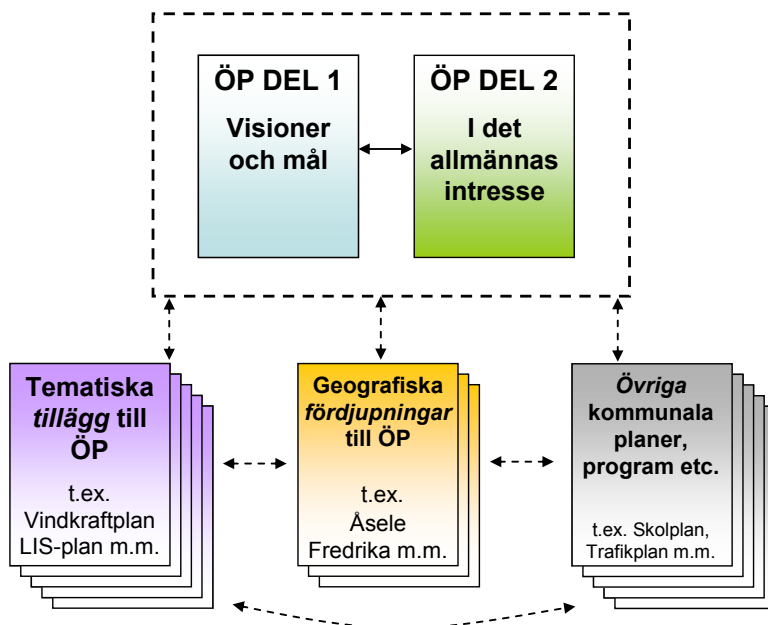 ÖP DEL 1
Visioner
och mål
ÖP DEL 2
I det
allmännas
intresse
Tematiska
tillägg till
ÖP
t.ex.
Vindkraftplan
LIS-plan m.m.
Geografiska
fördjupningar
till ÖP
t.ex.
Åsele
Fredrika m.m.
Övriga
kommunala
planer,
program etc.
t.ex. Skolplan,
Trafikplan m.m.